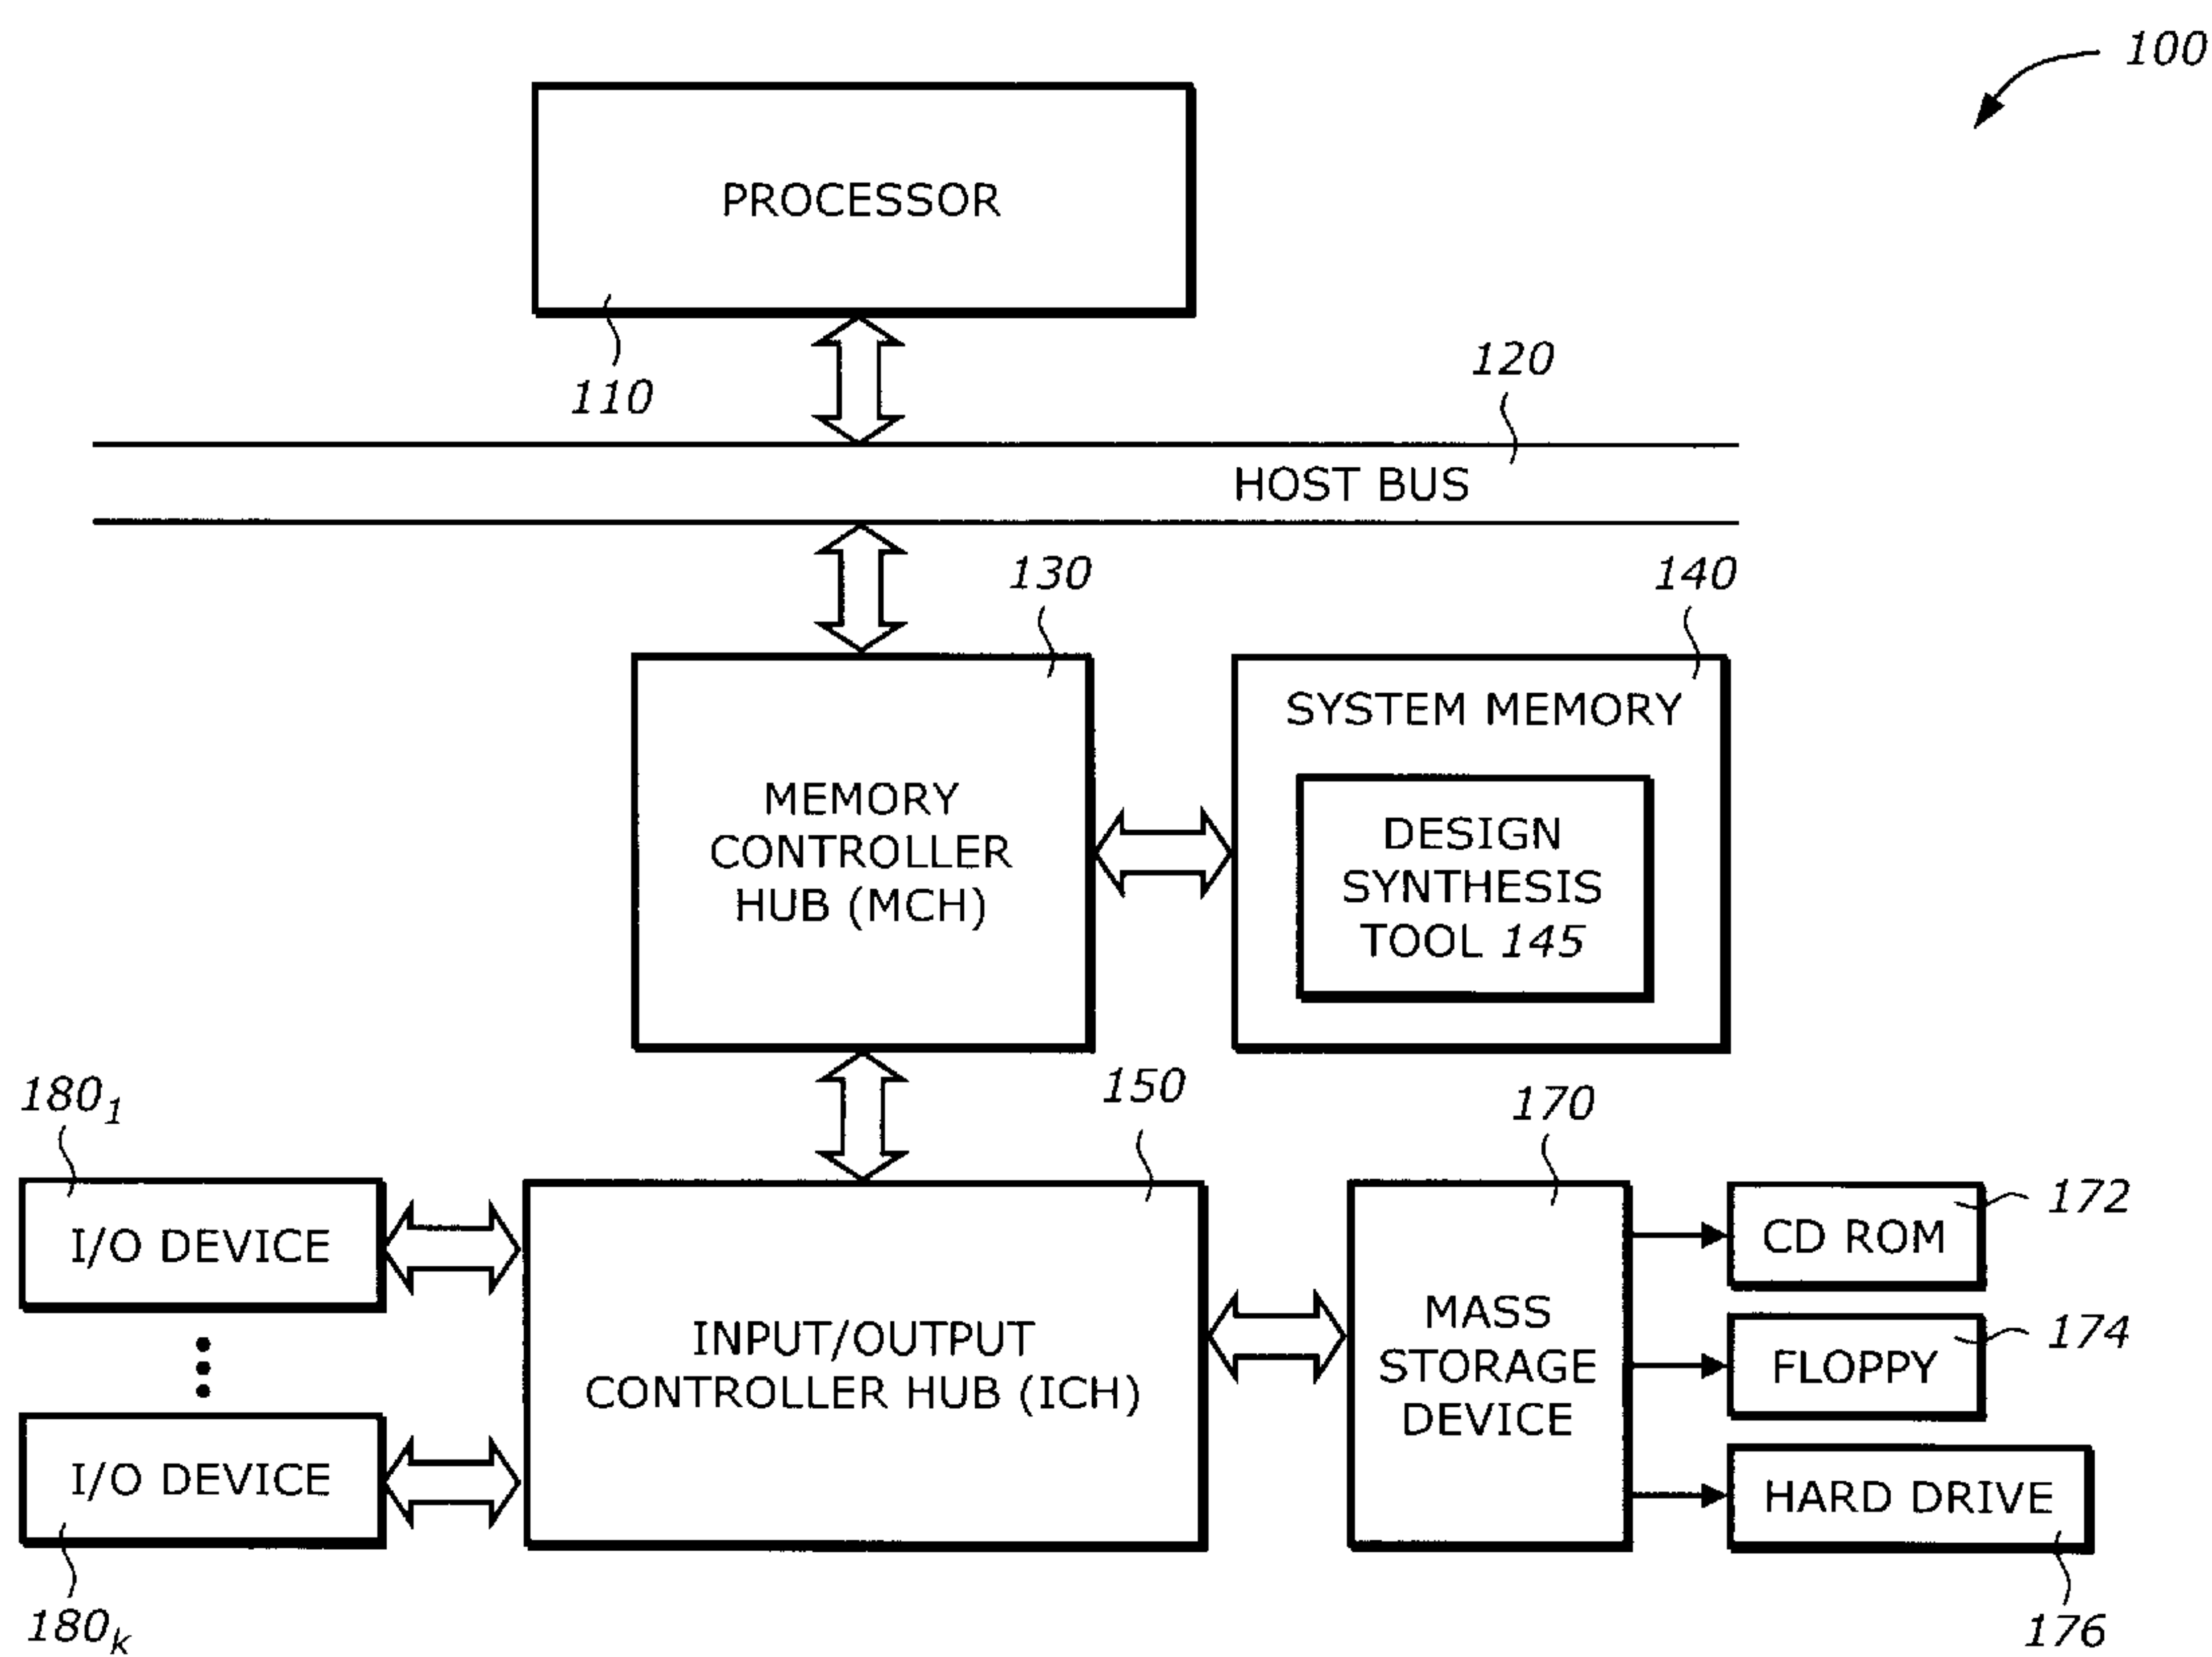 100
PROCESSOR
110
120
HOST BUS
130
140
SYSTEM MEMORY
MEMORY
CONTROLLER
HUB (MCH)
DESIGN
SYNTHESIS
TOOL 145
180₁
150
170
I/O DEVICE
INPUT/OUTPUT
CONTROLLER HUB (ICH)
MASS
STORAGE
DEVICE
CD ROM
172
FLOPPY
174
I/O DEVICE
HARD DRIVE
180ₖ
176